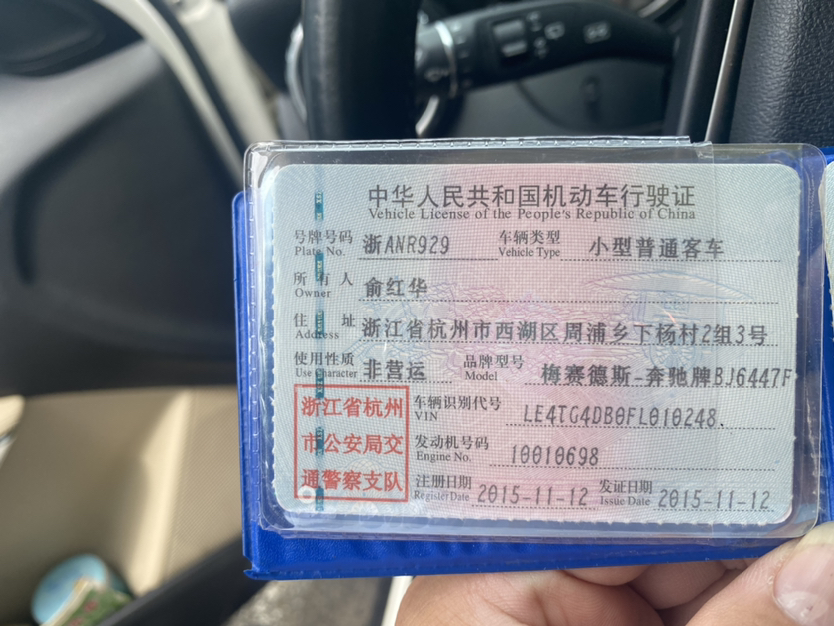 中华人民共和国机动车行驶证
Vehicle License of the People's Republic of China
号牌号码 浙ANR929 车辆类型 小型普通客车
Plate No. Vehicle Type
所有人 俞红华
Owner
住址 浙江省杭州市西湖区周浦乡下杨村2组3号
Address
使用性质 非营运 品牌型号 梅赛德斯-奔驰牌BJ6447F
Use Character Model
浙江省杭州
市公安局交
通警察支队
车辆识别代号 LE4TG4DB0FL010248
VIN
发动机号码 10010698
Engine No.
注册日期 2015-11-12 发证日期 2015-11-12
Register Date Issue Date